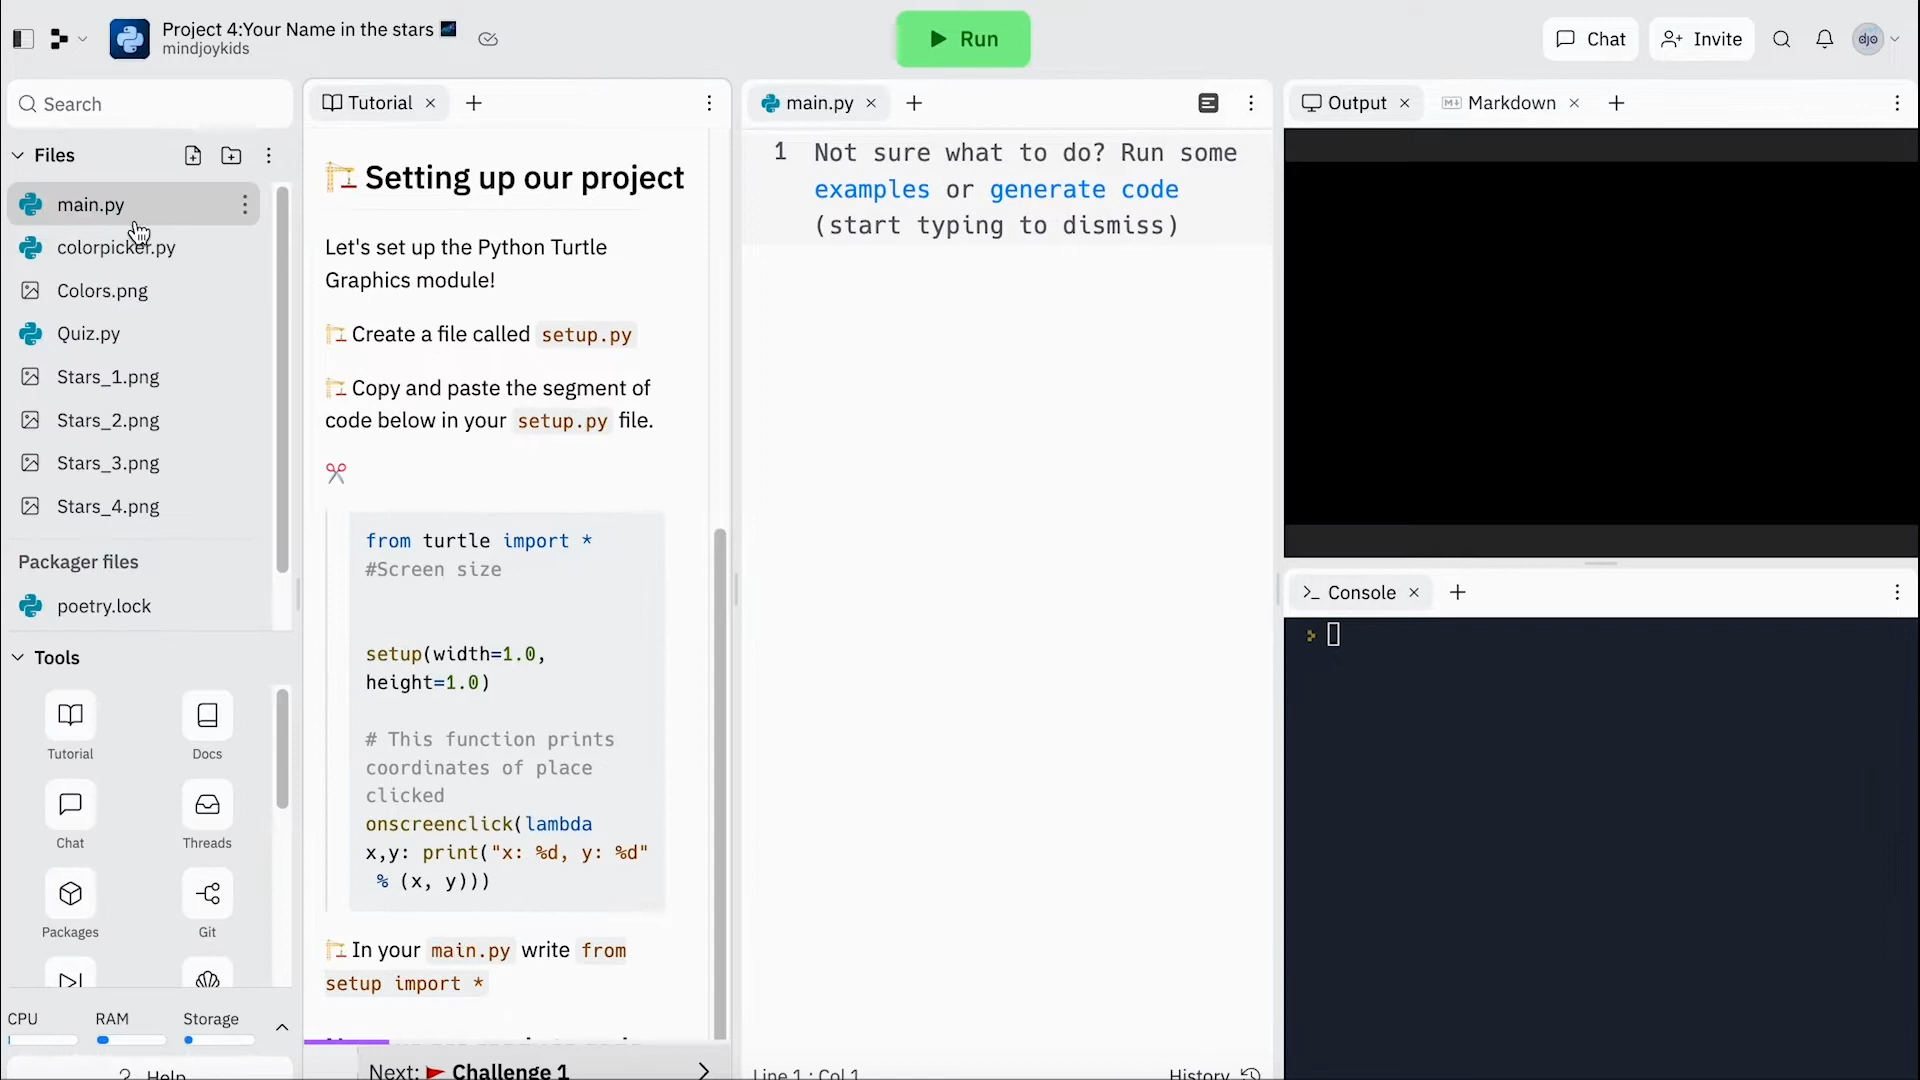 Project 4:Your Name in the stars
mindjoykids
Run
Chat
Invite
djo
Search
Files
main.py
colorpicker.py
Colors.png
Quiz.py
Stars_1.png
Stars_2.png
Stars_3.png
Stars_4.png
Packager files
poetry.lock
Tools
Tutorial
Docs
Chat
Threads
Packages
Git
CPU
RAM
Storage
Help
Tutorial
Setting up our project
Let's set up the Python Turtle
Graphics module!
Create a file called setup.py
Copy and paste the segment of
code below in your setup.py file.
from turtle import *
#Screen size
setup(width=1.0,
height=1.0)
# This function prints
coordinates of place
clicked
onscreenclick(lambda
x,y: print("x: %d, y: %d"
% (x, y)))
In your main.py write from
setup import *
Next: Challenge 1
main.py
1 Not sure what to do? Run some
examples or generate code
(start typing to dismiss)
Line 1 : Col 1
History
Output
Markdown
Console